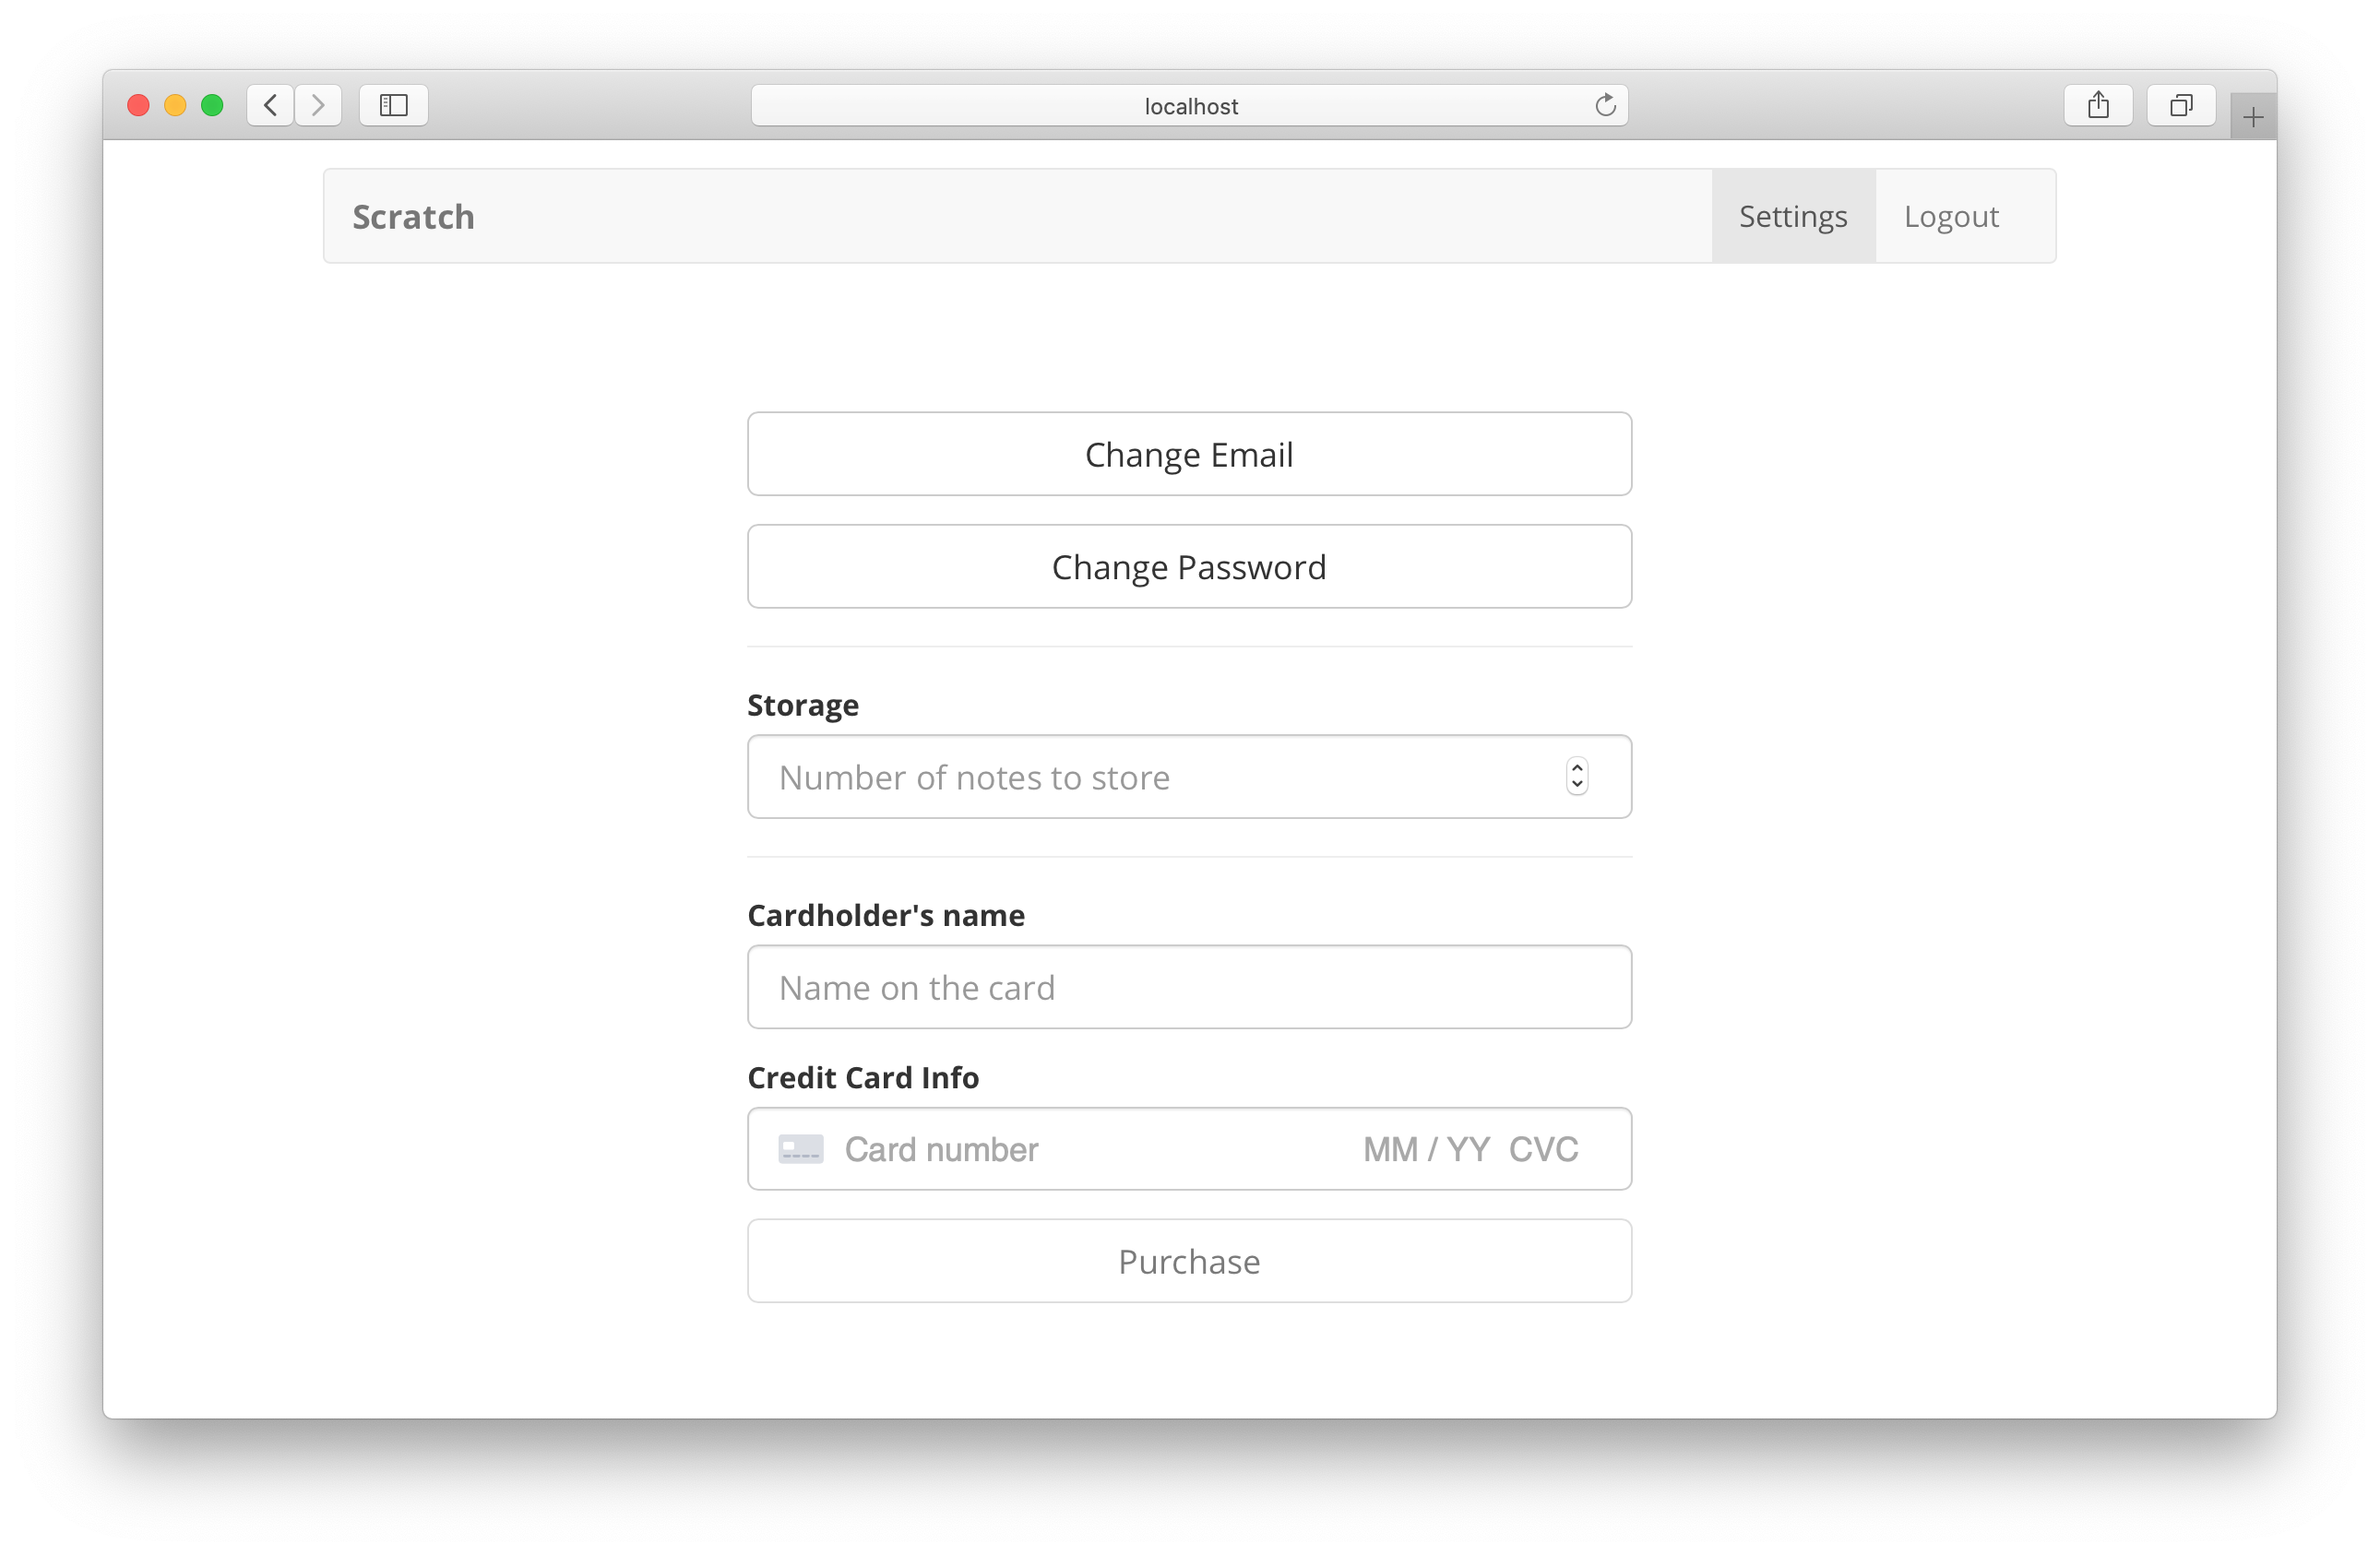 localhost
Scratch Settings Logout
Change Email
Change Password
Storage
Number of notes to store
Cardholder's name
Name on the card
Credit Card Info
Card number MM / YY CVC
Purchase